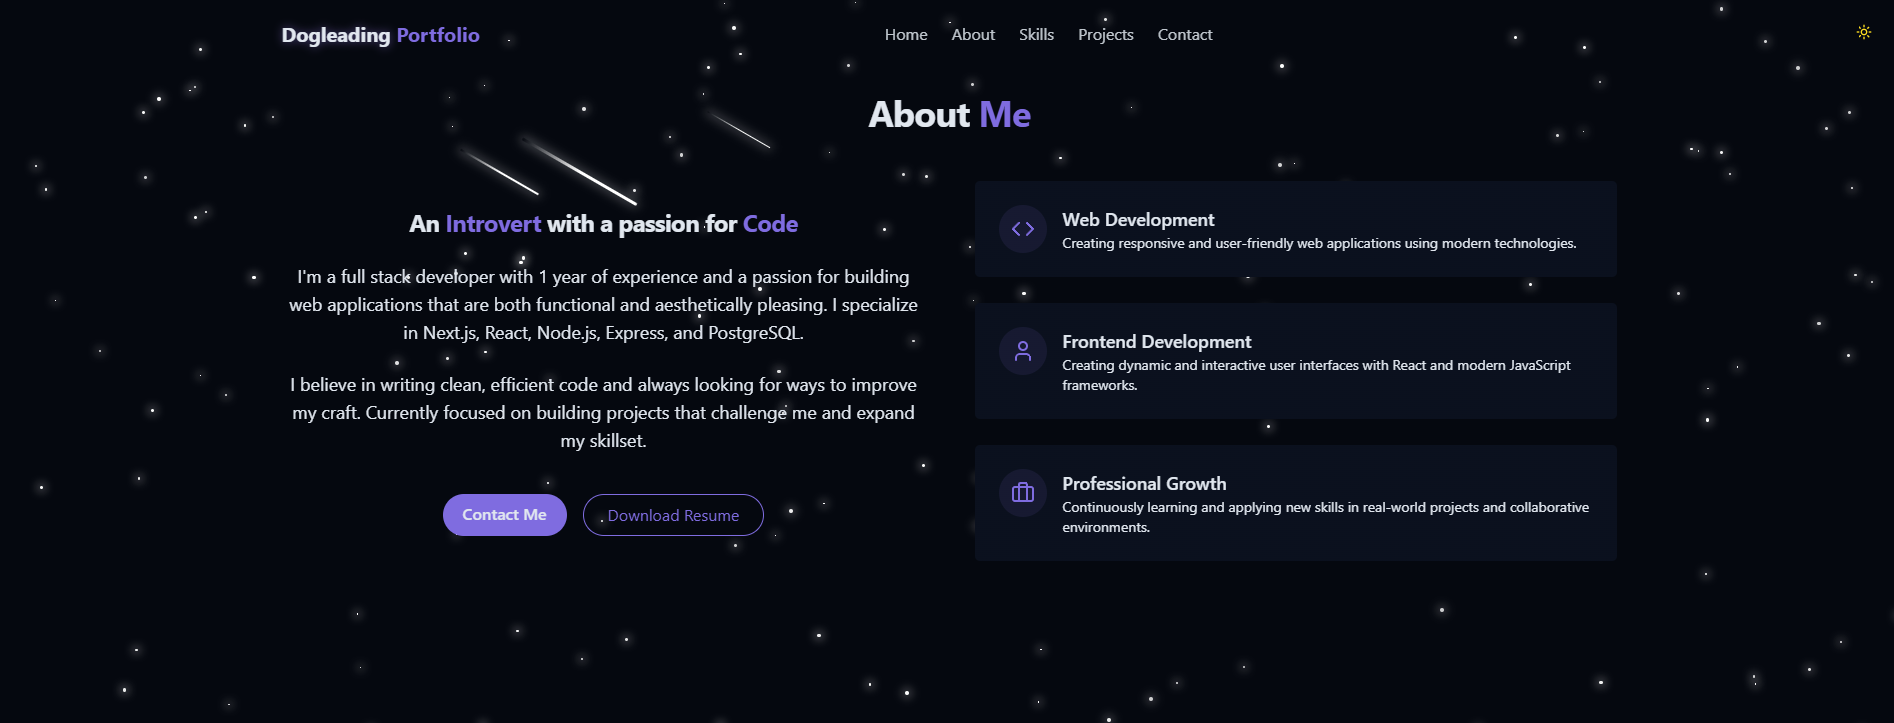 Dogleading Portfolio
Home About Skills Projects Contact
About Me
An Introvert with a passion for Code
I'm a full stack developer with 1 year of experience and a passion for building
web applications that are both functional and aesthetically pleasing. I specialize
in Next.js, React, Node.js, Express, and PostgreSQL.
I believe in writing clean, efficient code and always looking for ways to improve
my craft. Currently focused on building projects that challenge me and expand
my skillset.
Contact Me
Download Resume
Web Development
Creating responsive and user-friendly web applications using modern technologies.
Frontend Development
Creating dynamic and interactive user interfaces with React and modern JavaScript
frameworks.
Professional Growth
Continuously learning and applying new skills in real-world projects and collaborative
environments.